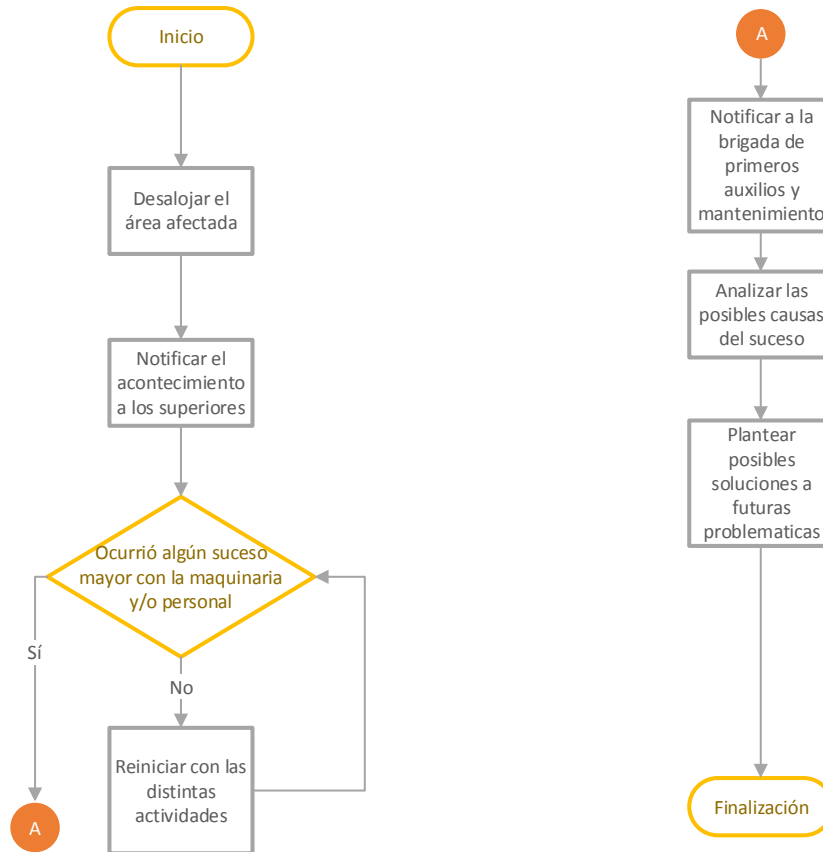 Inicio
Desalojar el
área afectada
Notificar el
acontecimiento
a los superiores
Ocurrió algún suceso
mayor con la maquinaria
y/o personal
Sí
No
Reiniciar con las
distintas
actividades
A
A
Notificar a la
brigada de
primeros
auxilios y
mantenimiento
Analizar las
posibles causas
del suceso
Plantear
posibles
soluciones a
futuras
problematicas
Finalización